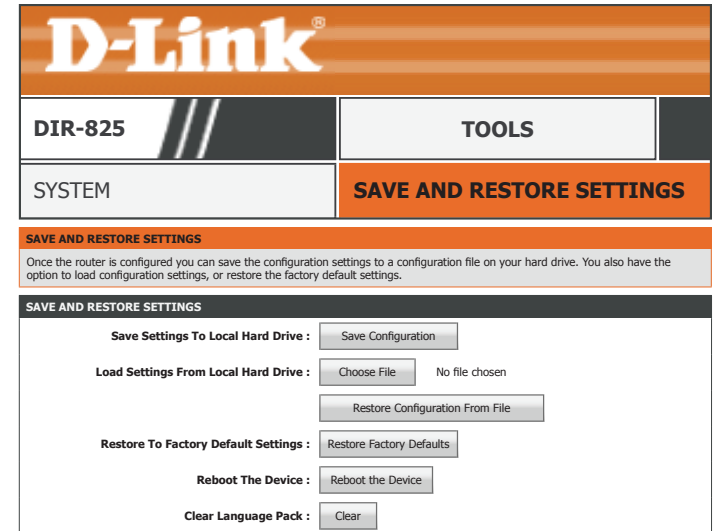 D-Link®
DIR-825
TOOLS
SYSTEM
SAVE AND RESTORE SETTINGS
SAVE AND RESTORE SETTINGS
Once the router is configured you can save the configuration settings to a configuration file on your hard drive. You also have the
option to load configuration settings, or restore the factory default settings.
SAVE AND RESTORE SETTINGS
Save Settings To Local Hard Drive : Save Configuration
Load Settings From Local Hard Drive : Choose File No file chosen
Restore Configuration From File
Restore To Factory Default Settings : Restore Factory Defaults
Reboot The Device : Reboot the Device
Clear Language Pack : Clear